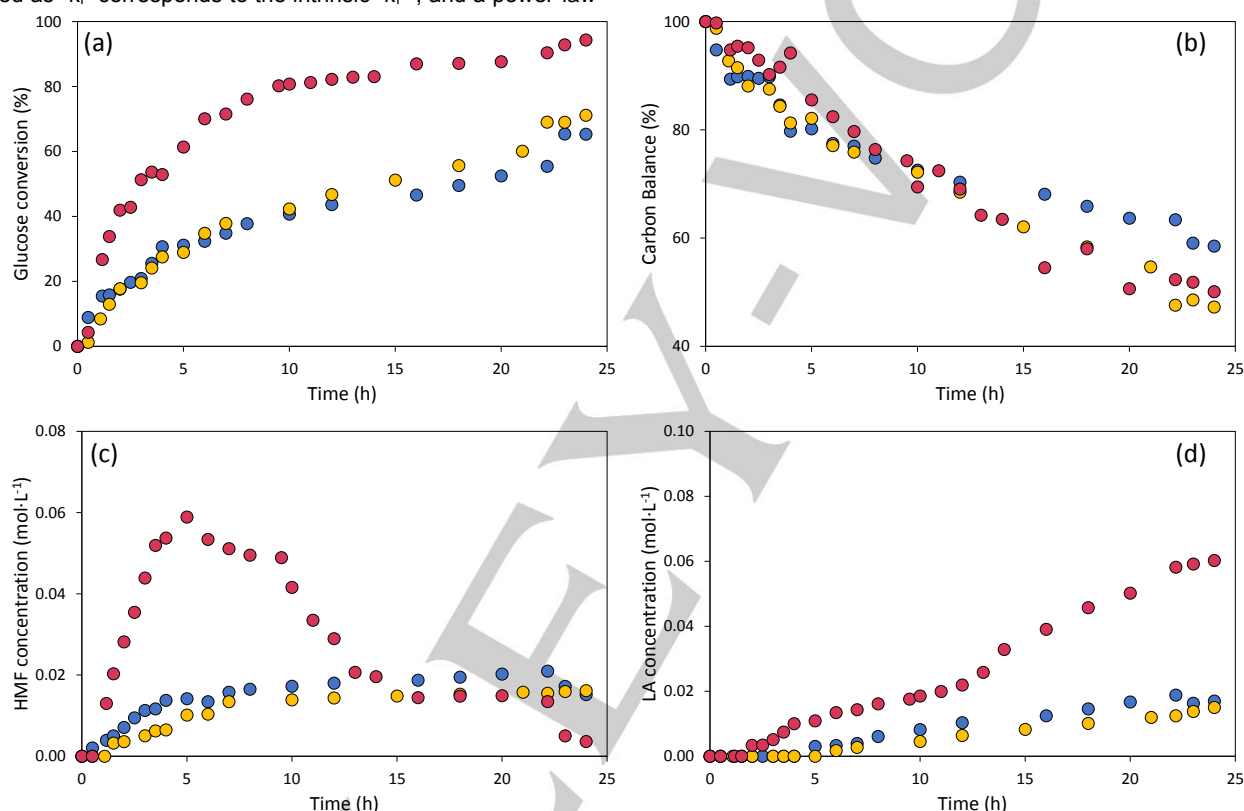 ed as "k
corresponds to the intrinsic "k
", and a power law
(a)
100
80
60
40
20
0
Glucose conversion (%)
0 5 10 15 20 25
Time (h)
(b)
100
80
60
40
Carbon Balance (%)
0 5 10 15 20 25
Time (h)
(c)
0.08
0.06
0.04
0.02
0.00
HMF concentration (mol·L⁻¹)
0 5 10 15 20 25
Time (h)
(d)
0.10
0.08
0.06
0.04
0.02
0.00
LA concentration (mol·L⁻¹)
0 5 10 15 20 25
Time (h)
EY-VO